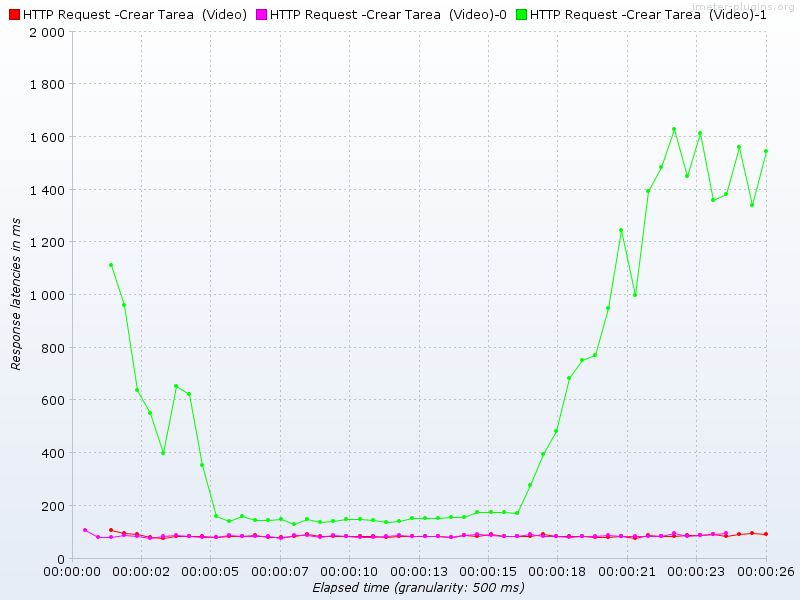 jmeter-plugins.org
HTTP Request -Crear Tarea (Video) HTTP Request -Crear Tarea (Video)-0 HTTP Request -Crear Tarea (Video)-1
2 000
1 800
1 600
1 400
1 200
1 000
800
600
400
200
0
Response latencies in ms
00:00:00 00:00:02 00:00:05 00:00:07 00:00:10 00:00:13 00:00:15 00:00:18 00:00:21 00:00:23 00:00:26
Elapsed time (granularity: 500 ms)